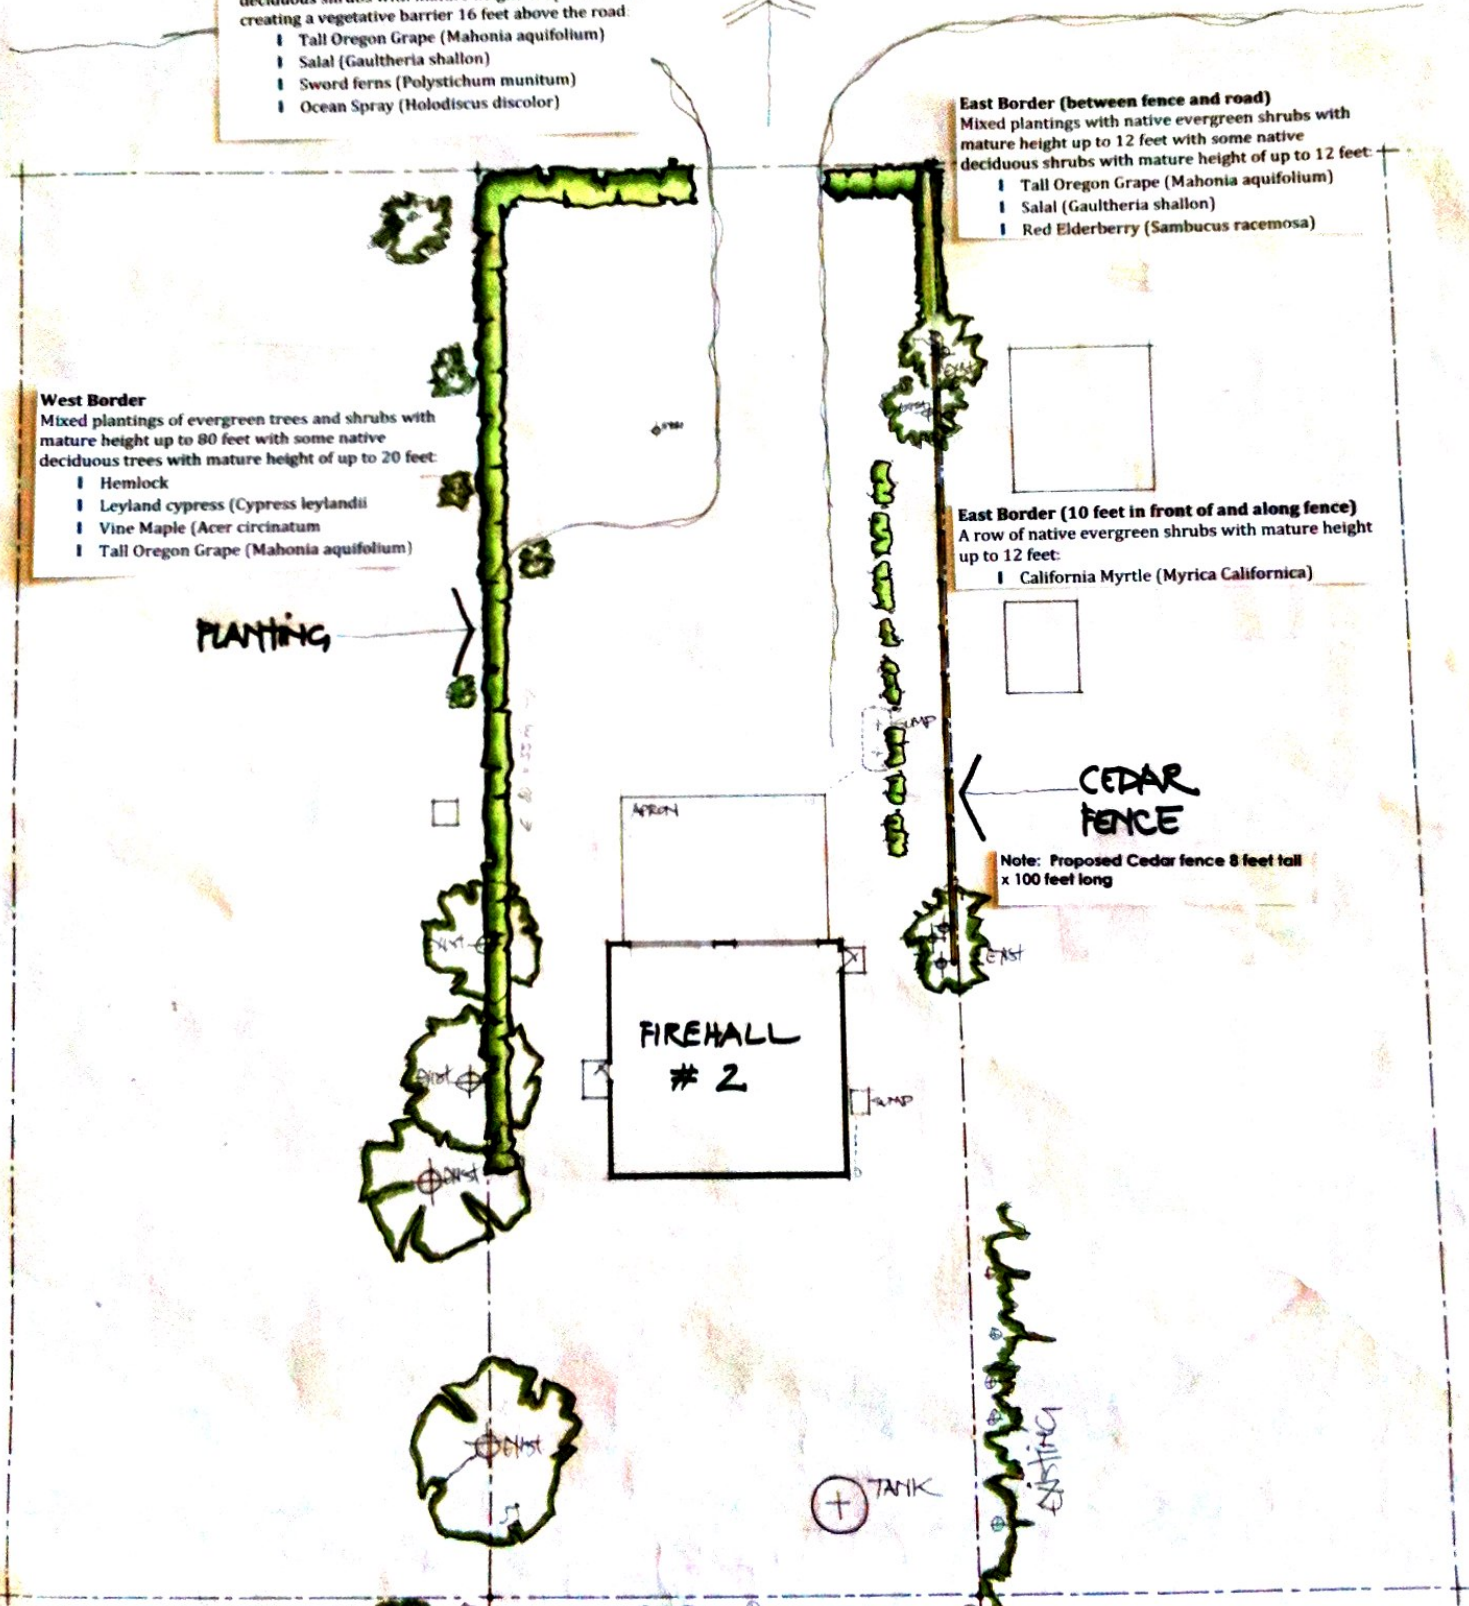 creating a vegetative barrier 16 feet above the road:
Tall Oregon Grape (Mahonia aquifolium)
Salal (Gaultheria shallon)
Sword ferns (Polystichum munitum)
Ocean Spray (Holodiscus discolor)
East Border (between fence and road)
Mixed plantings with native evergreen shrubs with
mature height up to 12 feet with some native
deciduous shrubs with mature height of up to 12 feet:
Tall Oregon Grape (Mahonia aquifolium)
Salal (Gaultheria shallon)
Red Elderberry (Sambucus racemosa)
West Border
Mixed plantings of evergreen trees and shrubs with
mature height up to 80 feet with some native
deciduous trees with mature height of up to 20 feet:
Hemlock
Leyland cypress (Cypress leylandii
Vine Maple (Acer circinatum
Tall Oregon Grape (Mahonia aquifolium)
East Border (10 feet in front of and along fence)
A row of native evergreen shrubs with mature height
up to 12 feet:
California Myrtle (Myrica Californica)
PLANTING
SUMP
CEDAR
FENCE
APRON
Note: Proposed Cedar fence 8 feet tall
x 100 feet long
Exist
Exist
FIREHALL
# 2
Exist
SUMP
Exist
Exist
TANK
EXISTING